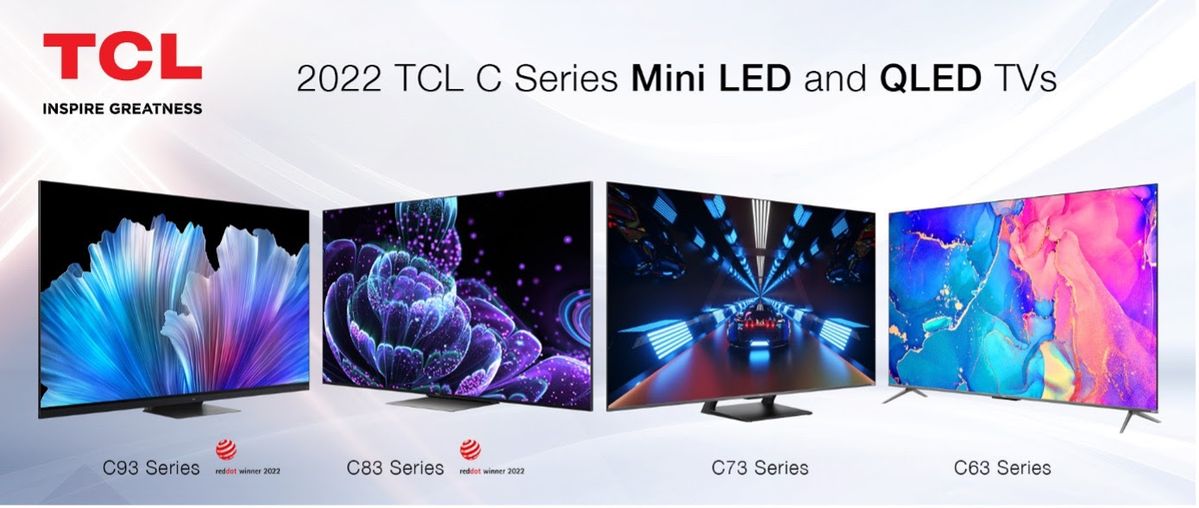 TCL
INSPIRE GREATNESS
2022 TCL C Series Mini LED and QLED TVs
C93 Series
reddot winner 2022
C83 Series
reddot winner 2022
C73 Series
C63 Series